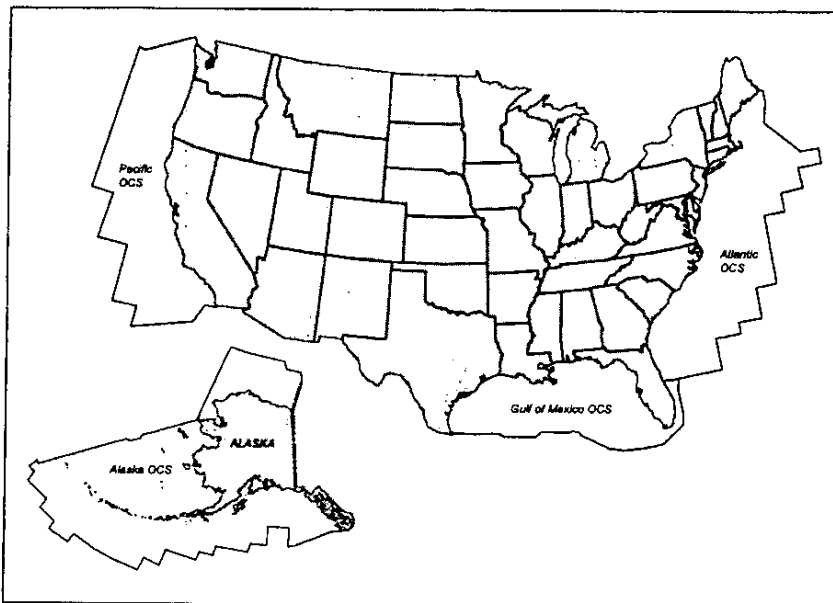 Pacific
OCS
Atlantic
OCS
Gulf of Mexico OCS
ALASKA
Alaska OCS